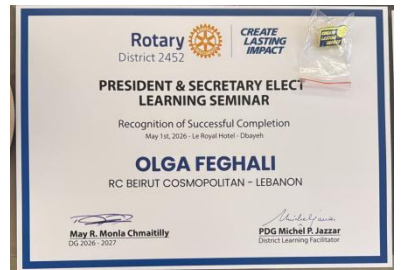 Rotary
District 2452
CREATE
LASTING
IMPACT
PRESIDENT & SECRETARY ELECT
LEARNING SEMINAR
Recognition of Successful Completion
May 1st, 2026 - Le Royal Hotel - Dbayeh
OLGA FEGHALI
RC BEIRUT COSMOPOLITAN - LEBANON
May R. Monla Chmaitilly
DG 2026 - 2027
PDG Michel P. Jazzar
District Learning Facilitator